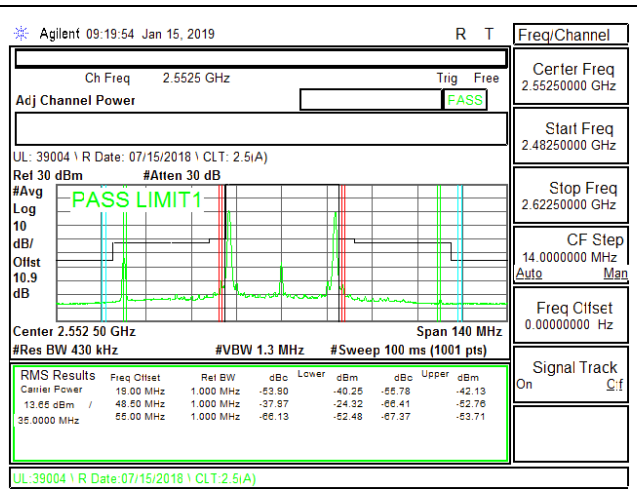 Agilent 09:19:54 Jan 15, 2019 R T
Freq/Channel
Ch Freq 2.5525 GHz Trig Free
Adj Channel Power PASS
Center Freq
2.55250000 GHz
Start Freq
2.48250000 GHz
Stop Freq
2.62250000 GHz
CF Step
14.0000000 MHz
Auto Man
Freq Offset
0.00000000 Hz
Signal Track
On
UL: 39004 \ R Date: 07/15/2018 \ CLT: 2.5(A)
Ref 30 dBm #Atten 30 dB
#Avg
Log
10
dB/
Offst
10.9
dB
PASS LIMIT1
Center 2.552 50 GHz Span 140 MHz
#Res BW 430 kHz #VBW 1.3 MHz #Sweep 100 ms (1001 pts)
RMS Results Freq Offset Ref BW dBc Lower dBm dBc Upper dBm
Carrier Power 19.00 MHz 1.000 MHz -53.90 -40.25 -55.78 -42.13
13.65 dBm / 48.50 MHz 1.000 MHz -37.97 -24.32 -66.41 -52.76
35.0000 MHz 55.00 MHz 1.000 MHz -66.13 -52.48 -67.37 -53.71
UL:39004 \ R Date:07/15/2018 \ CLT:2.5(A)